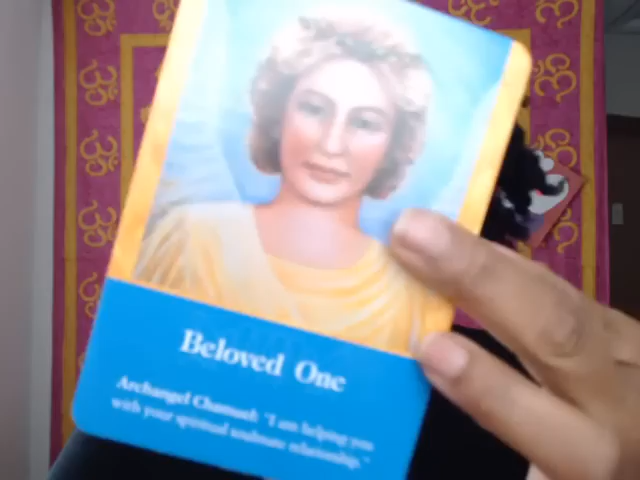 Beloved One
Archangel Chamuel: "I am helping you
with your spiritual soulmate relationship."
ॐ ॐ ॐ
ॐ ॐ
ॐ ॐ
ॐ ॐ
ॐ
ॐ